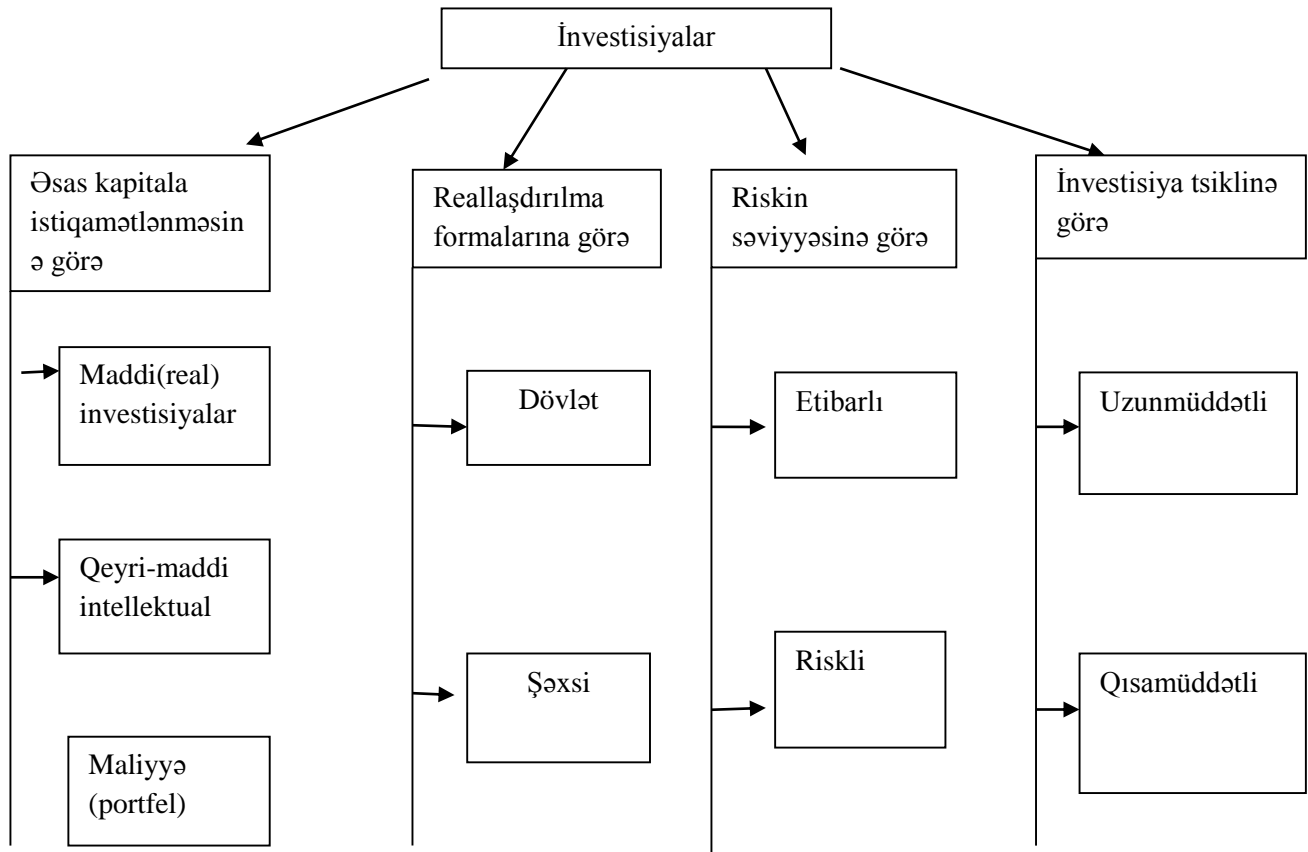 İnvestisiyalar
Əsas kapitala
istiqamətlənməsin
ə görə
Maddi(real)
investisiyalar
Qeyri-maddi
intellektual
Maliyyə
(portfel)
Reallaşdırılma
formalarına görə
Dövlət
Şəxsi
Riskin
səviyyəsinə görə
Etibarlı
Riskli
İnvestisiya tsiklinə
görə
Uzunmüddətli
Qısamüddətli